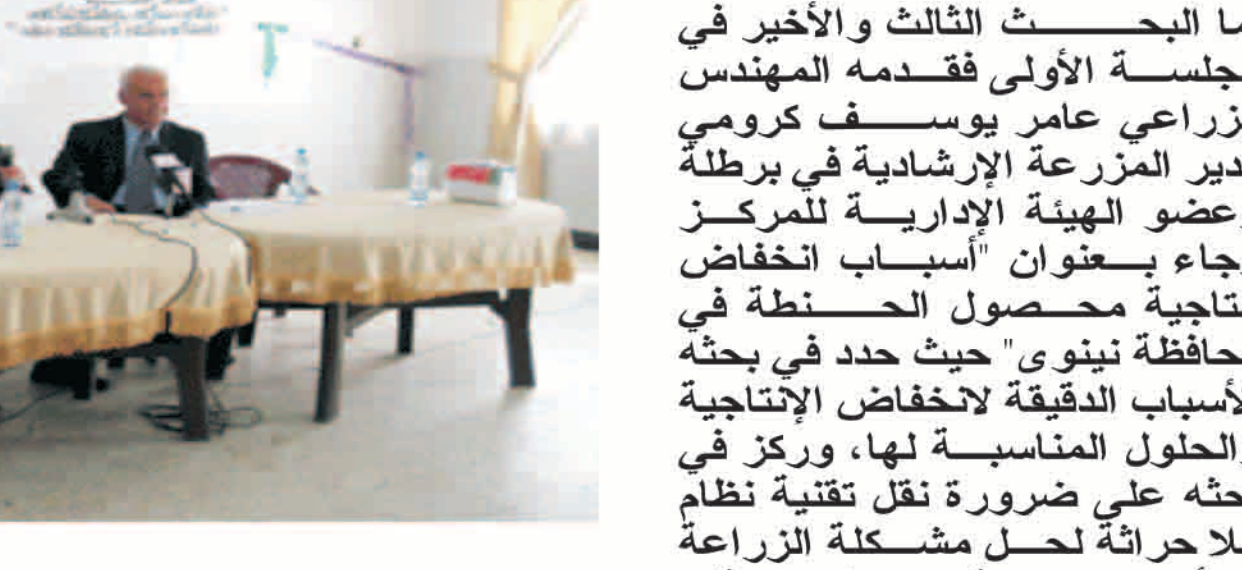 ما البحث الثالث والأخير في
جلسة الأولى فقدمه المهندس
زراعي عامر يوسف كرومي
دير المزرعة الإرشادية في برطلة
عضو الهيئة الإدارية للمركز
جاء بعنوان "أسباب انخفاض
تاجية محصول الحنطة في
حافظة نينوى" حيث حدد في بحثه
لأسباب الدقيقة لانخفاض الإنتاجية
الحلول المناسبة لها، وركز في
حثه على ضرورة نقل تقنية نظام
لا حراثة لحل مشكلة الزراعة